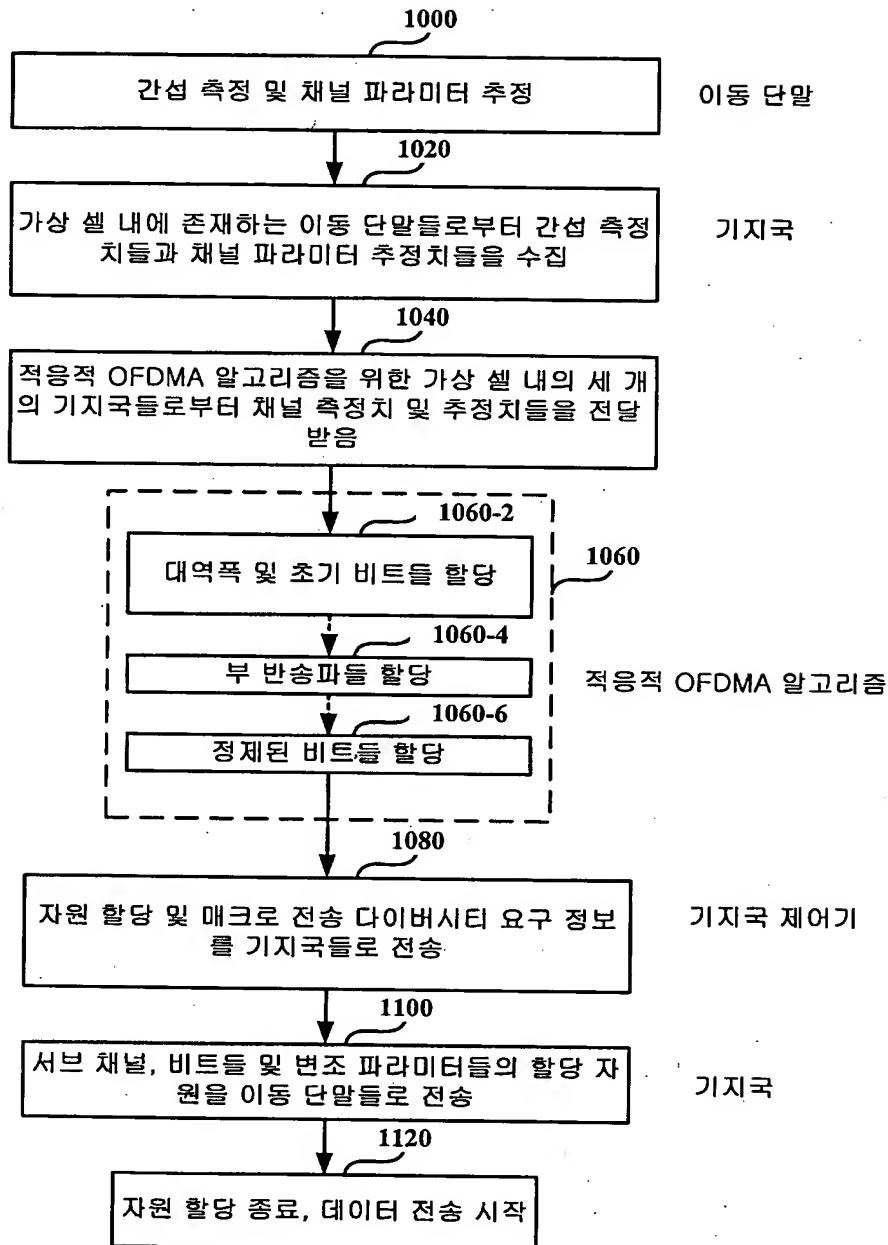 1000
간섭 측정 및 채널 파라미터 추정
이동 단말
1020
가상 셀 내에 존재하는 이동 단말들로부터 간섭 측정
치들과 채널 파라미터 추정치들을 수집
기지국
1040
적응적 OFDMA 알고리즘을 위한 가상 셀 내의 세 개
의 기지국들로부터 채널 측정치 및 추정치들을 전달
받음
1060-2
대역폭 및 초기 비트들 할당
1060
1060-4
부 반송파들 할당
적응적 OFDMA 알고리즘
1060-6
정제된 비트들 할당
1080
자원 할당 및 매크로 전송 다이버시티 요구 정보
를 기지국들로 전송
기지국 제어기
1100
서브 채널, 비트들 및 변조 파라미터들의 할당 자
원을 이동 단말들로 전송
기지국
1120
자원 할당 종료, 데이터 전송 시작